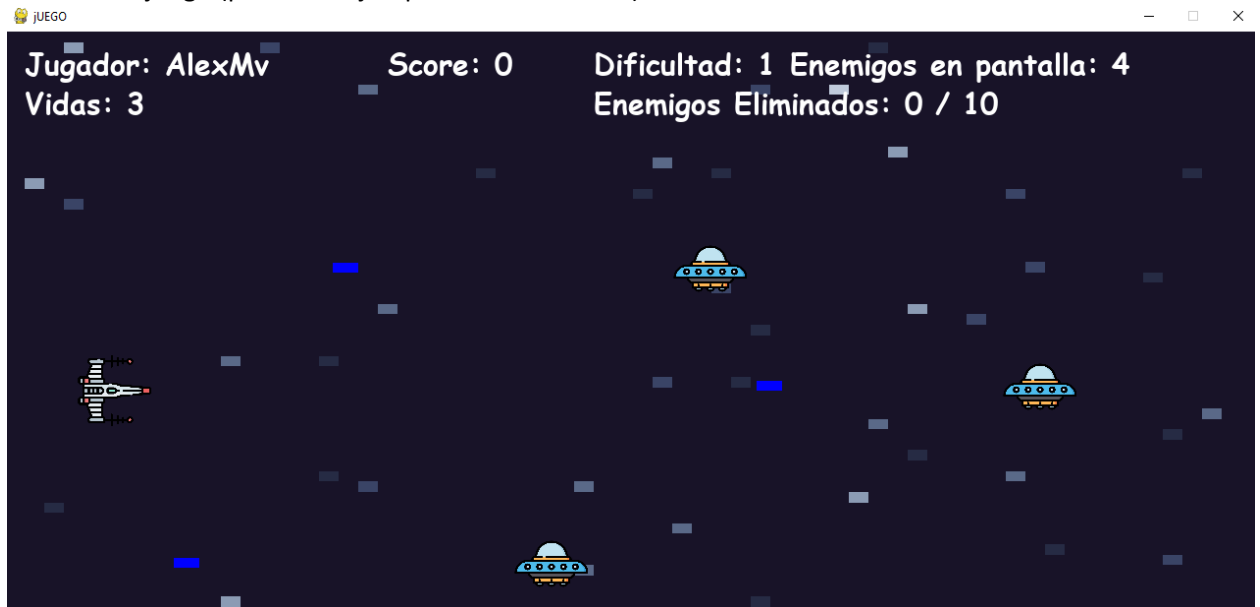 jUEGO
Jugador: AlexMv Score: 0 Dificultad: 1 Enemigos en pantalla: 4
Vidas: 3 Enemigos Eliminados: 0 / 10